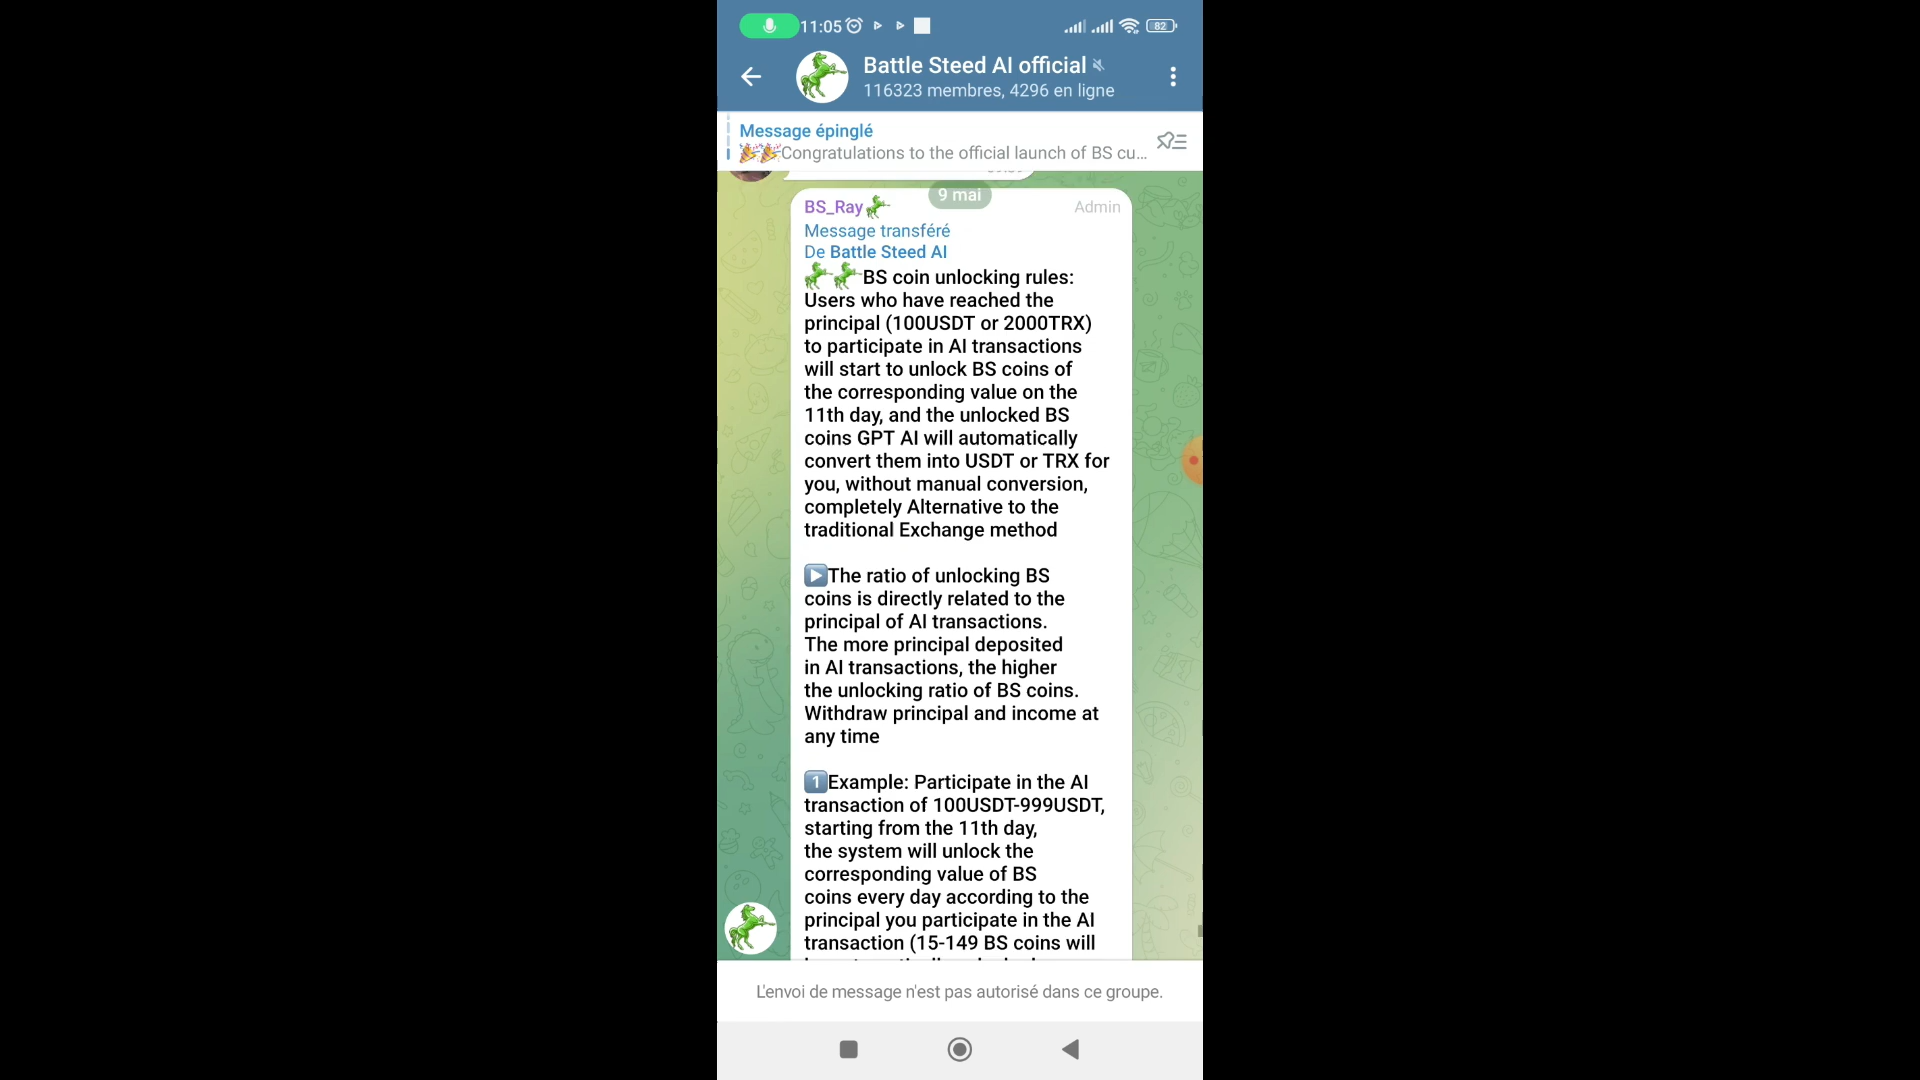 11:05
82
Battle Steed AI official
116323 membres, 4296 en ligne
Message épinglé
🎉🎉Congratulations to the official launch of BS cu...
9 mai
BS_Ray
Admin
Message transféré
De Battle Steed AI
BS coin unlocking rules:
Users who have reached the
principal (100USDT or 2000TRX)
to participate in AI transactions
will start to unlock BS coins of
the corresponding value on the
11th day, and the unlocked BS
coins GPT AI will automatically
convert them into USDT or TRX for
you, without manual conversion,
completely Alternative to the
traditional Exchange method
▶️The ratio of unlocking BS
coins is directly related to the
principal of AI transactions.
The more principal deposited
in AI transactions, the higher
the unlocking ratio of BS coins.
Withdraw principal and income at
any time
1️⃣Example: Participate in the AI
transaction of 100USDT-999USDT,
starting from the 11th day,
the system will unlock the
corresponding value of BS
coins every day according to the
principal you participate in the AI
transaction (15-149 BS coins will
L'envoi de message n'est pas autorisé dans ce groupe.